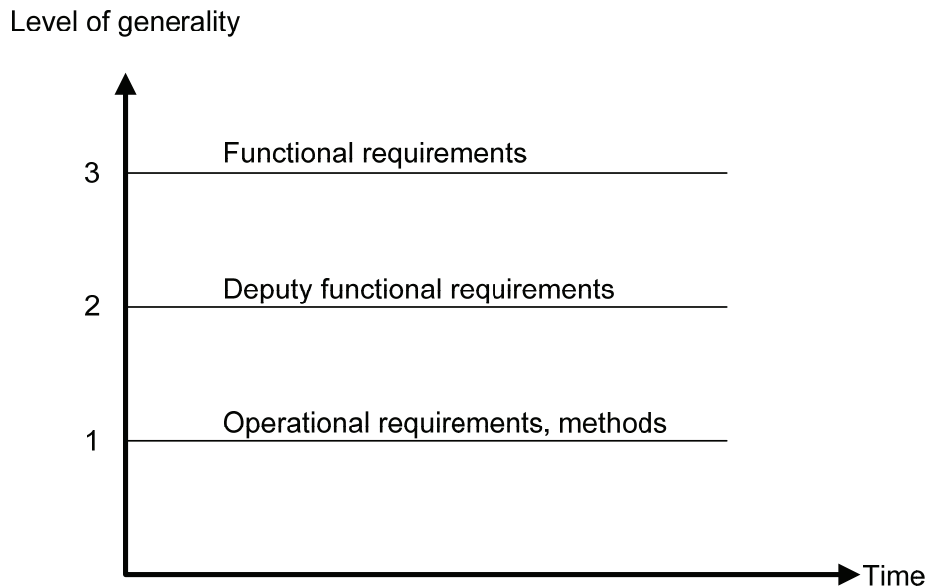 Level of generality
Functional requirements
3
Deputy functional requirements
2
Operational requirements, methods
1
Time